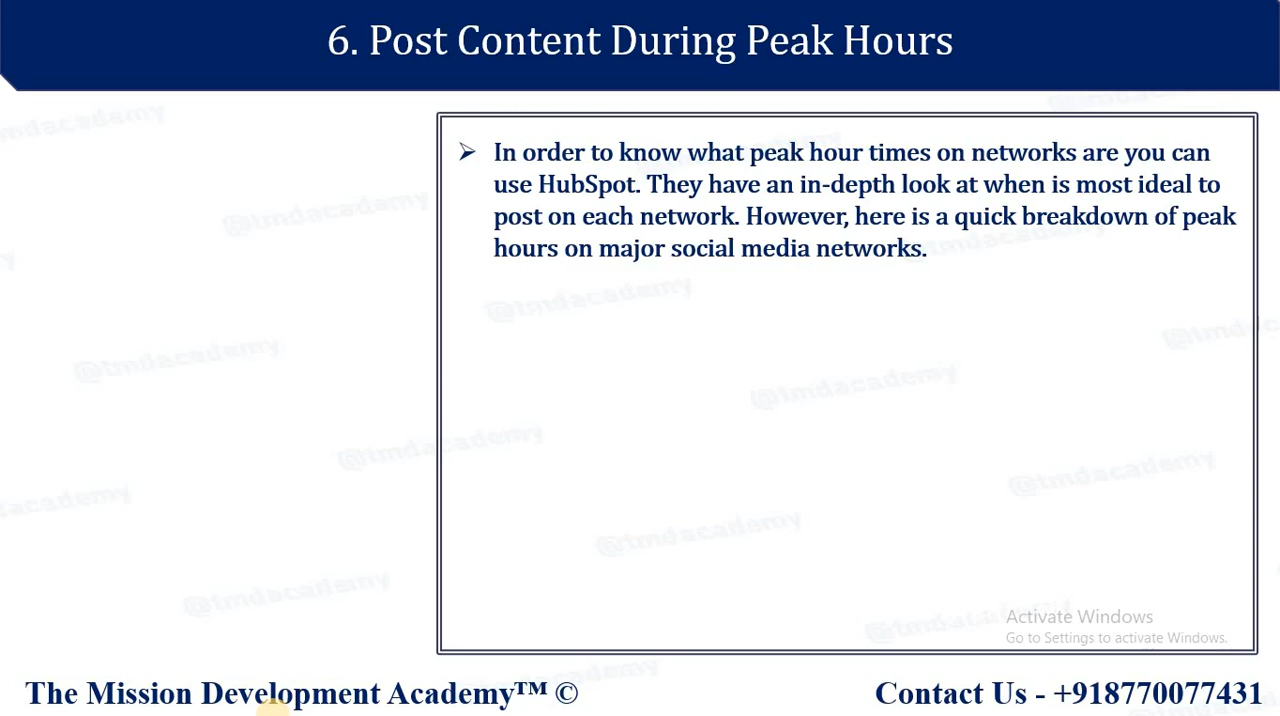 6. Post Content During Peak Hours
➢ In order to know what peak hour times on networks are you can
use HubSpot. They have an in-depth look at when is most ideal to
post on each network. However, here is a quick breakdown of peak
hours on major social media networks.
@tmdacademy
Activate Windows
Go to Settings to activate Windows.
The Mission Development Academy™ ©
Contact Us - +918770077431